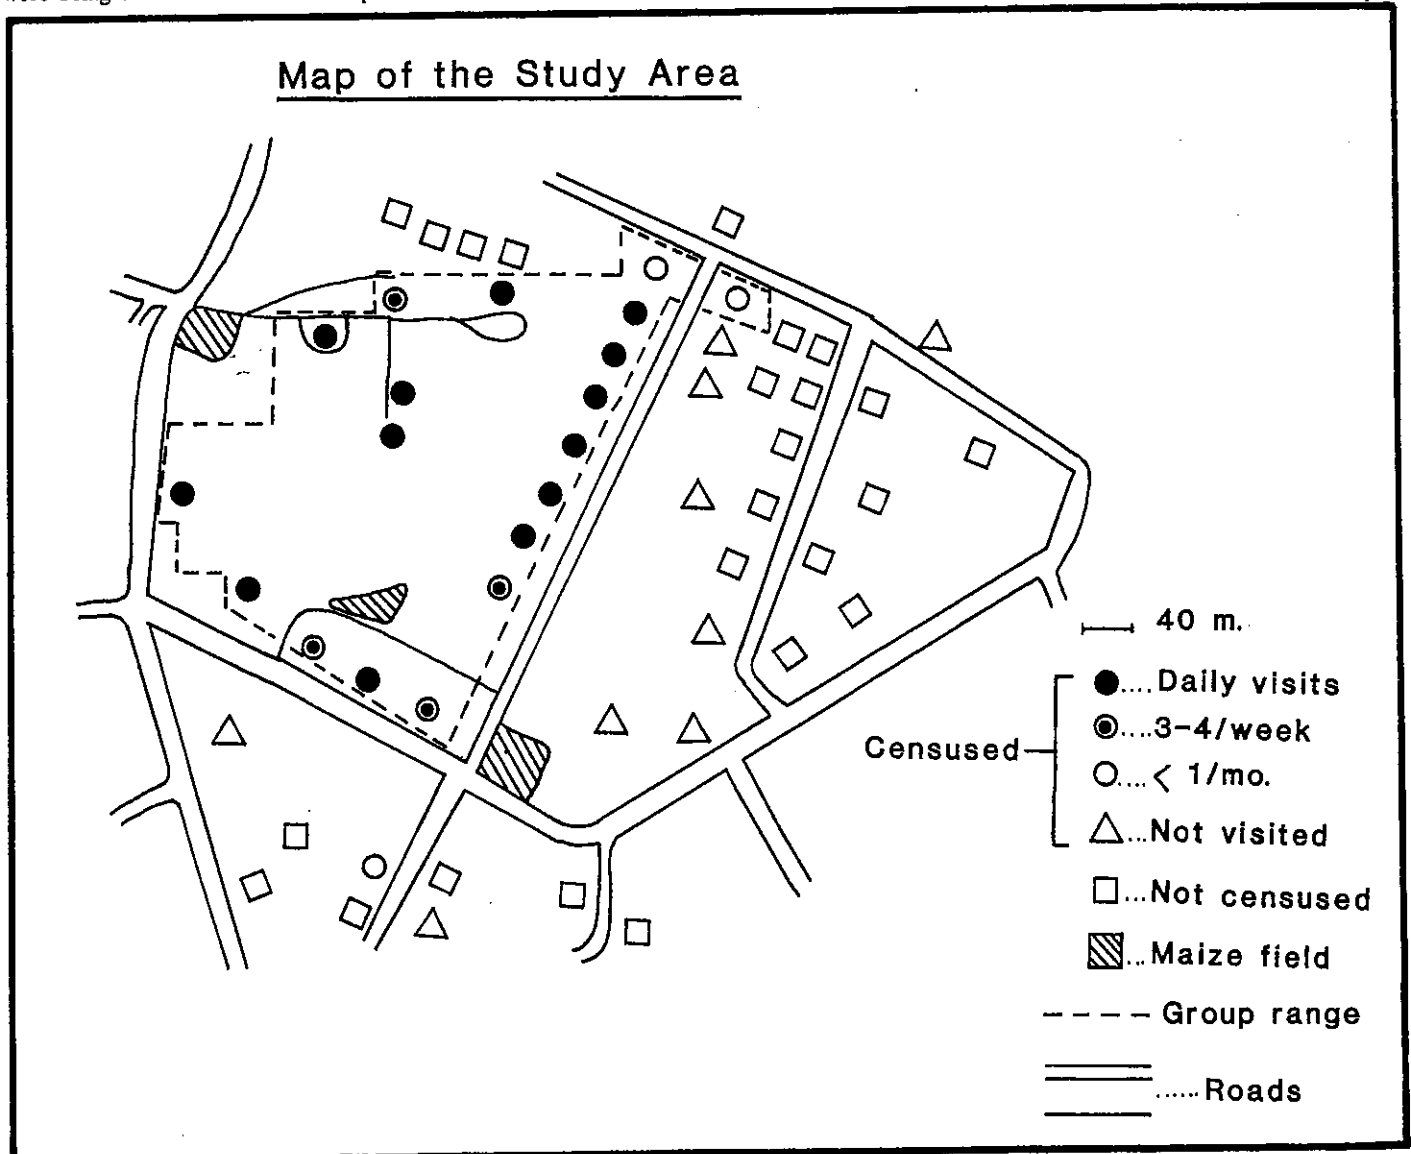 Map of the Study Area
40 m.
....Daily visits
....3-4/week
....< 1/mo.
Censused
...Not visited
...Not censused
...Maize field
Group range
......Roads